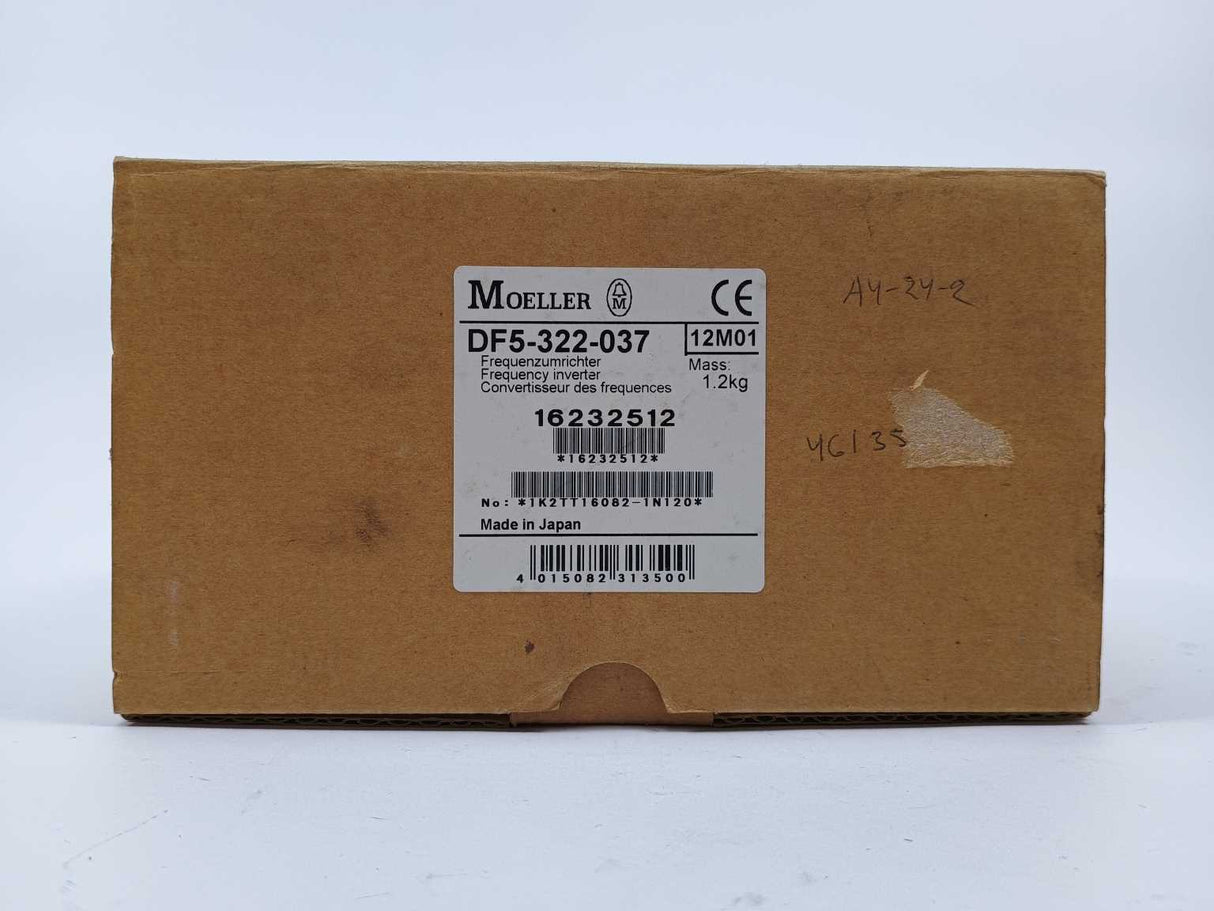 MOELLER M CE
DF5-322-037 12M01
Frequenzumrichter
Frequency inverter
Convertisseur des frequences
Mass:
1.2kg
16232512
*16232512*
No: *1K2TT16082-1N120*
Made in Japan
4 015082 313500
A4-24-2
46135